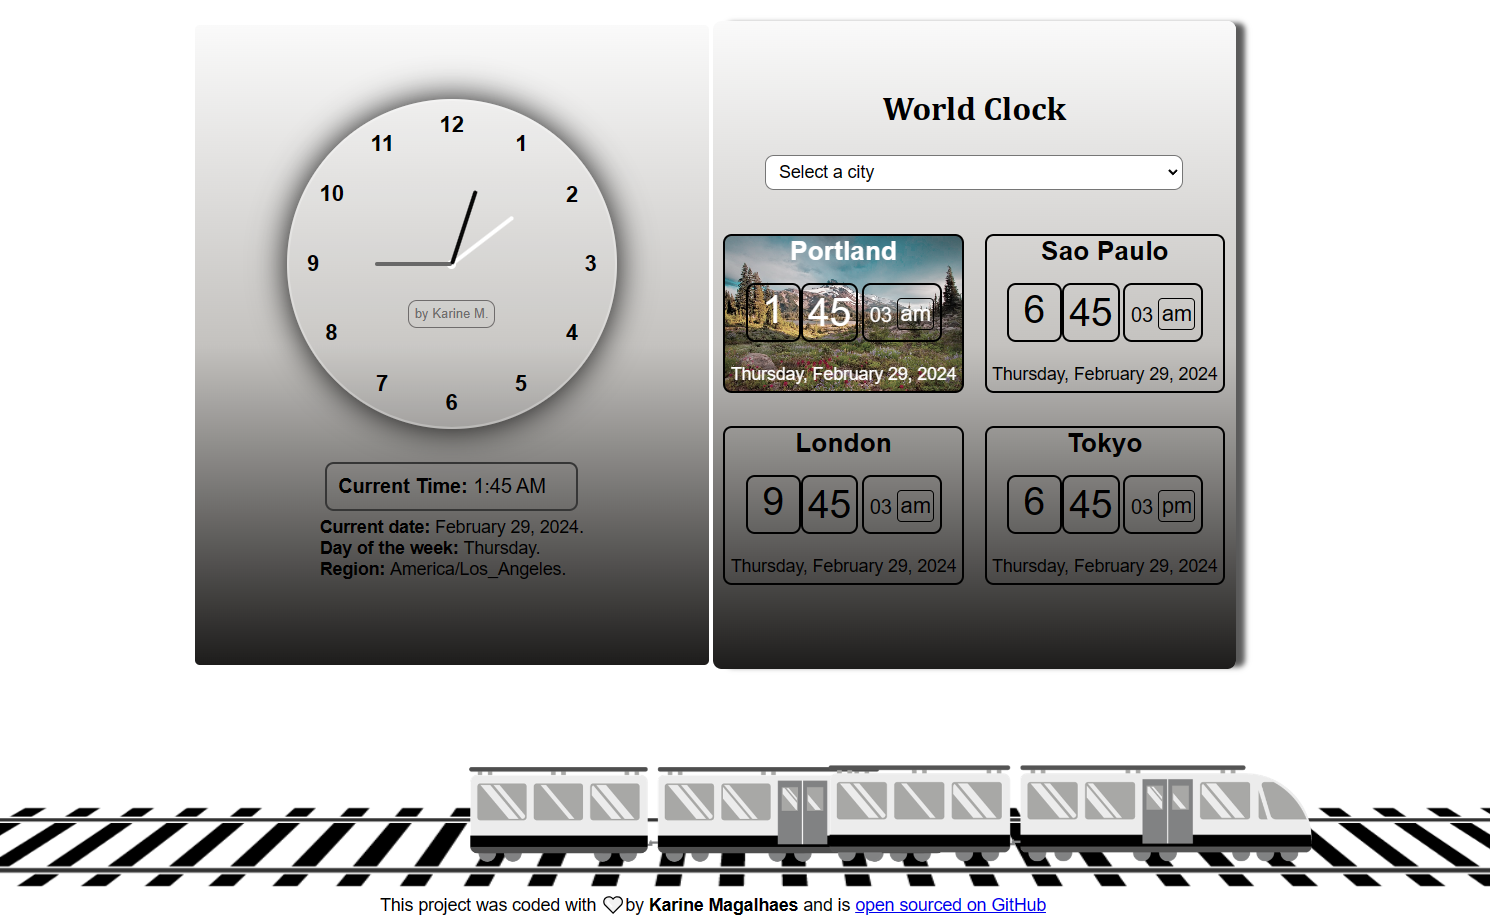 12
11
1
10
2
9
3
by Karine M.
8
4
7
5
6
Current Time: 1:45 AM
Current date: February 29, 2024.
Day of the week: Thursday.
Region: America/Los_Angeles.
World Clock
Select a city
Portland
1 45 03 am
Thursday, February 29, 2024
Sao Paulo
6 45 03 am
Thursday, February 29, 2024
London
9 45 03 am
Thursday, February 29, 2024
Tokyo
6 45 03 pm
Thursday, February 29, 2024
This project was coded with ♡ by Karine Magalhaes and is open sourced on GitHub